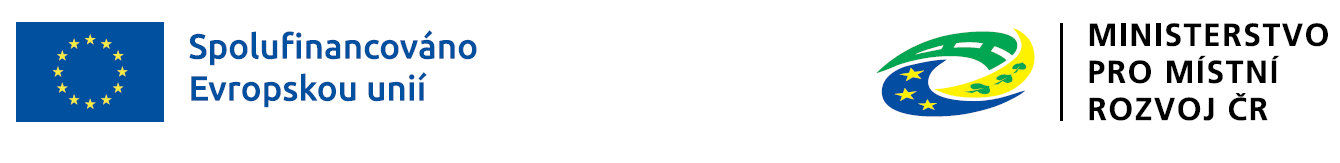 Spolufinancováno
Evropskou unií
MINISTERSTVO
PRO MÍSTNÍ
ROZVOJ ČR